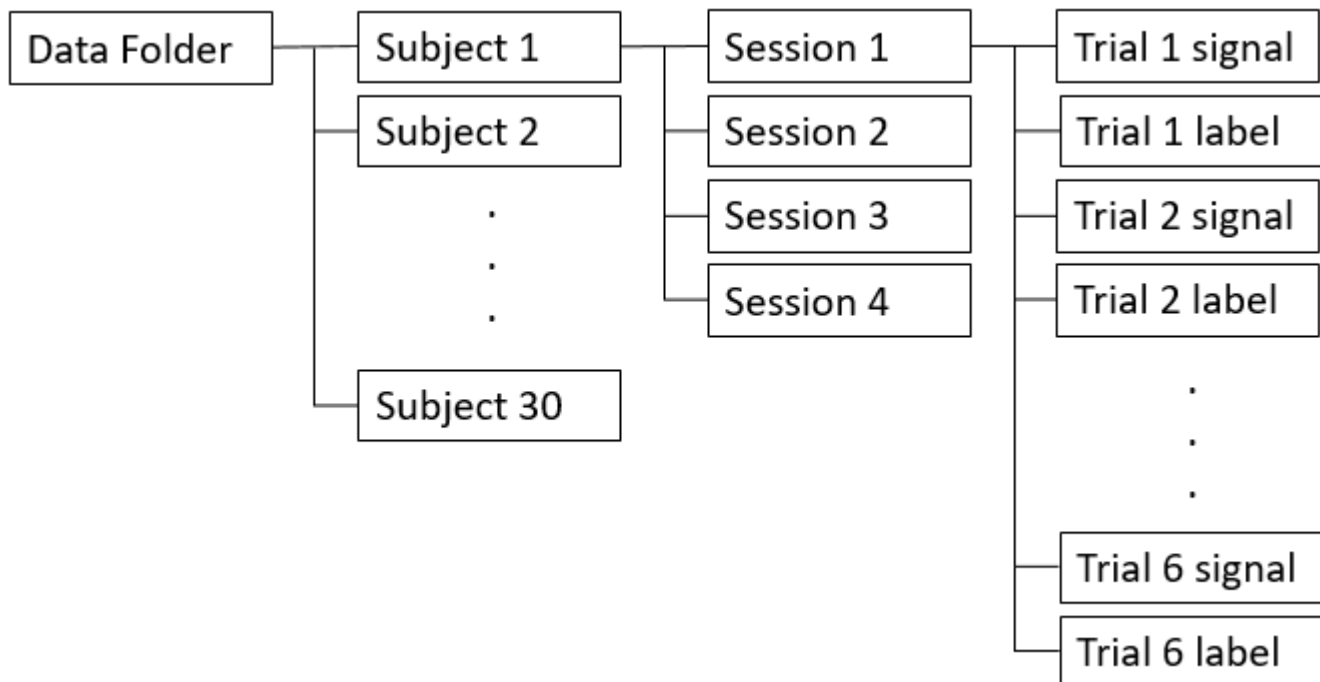 Data Folder
Subject 1
Subject 2
.
.
.
Subject 30
Session 1
Session 2
Session 3
Session 4
Trial 1 signal
Trial 1 label
Trial 2 signal
Trial 2 label
.
.
.
Trial 6 signal
Trial 6 label